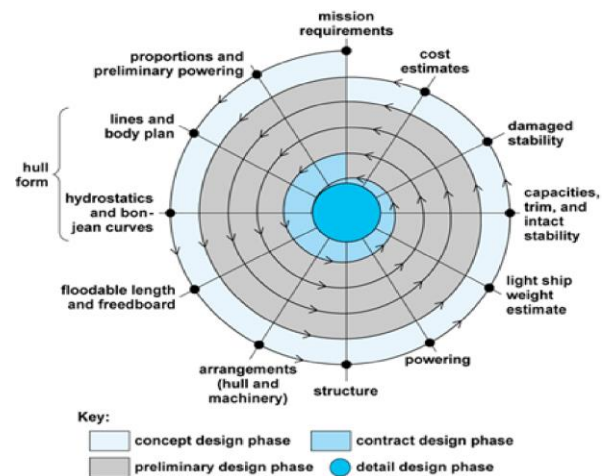 mission
requirements
proportions and
preliminary powering
cost
estimates
lines and
body plan
damaged
stability
hull
form
hydrostatics
and bon-
jean curves
capacities,
trim, and
intact
stability
floodable length
and freedboard
light ship
weight
estimate
arrangements
(hull and
machinery)
structure
powering
Key:
concept design phase
contract design phase
preliminary design phase
detail design phase